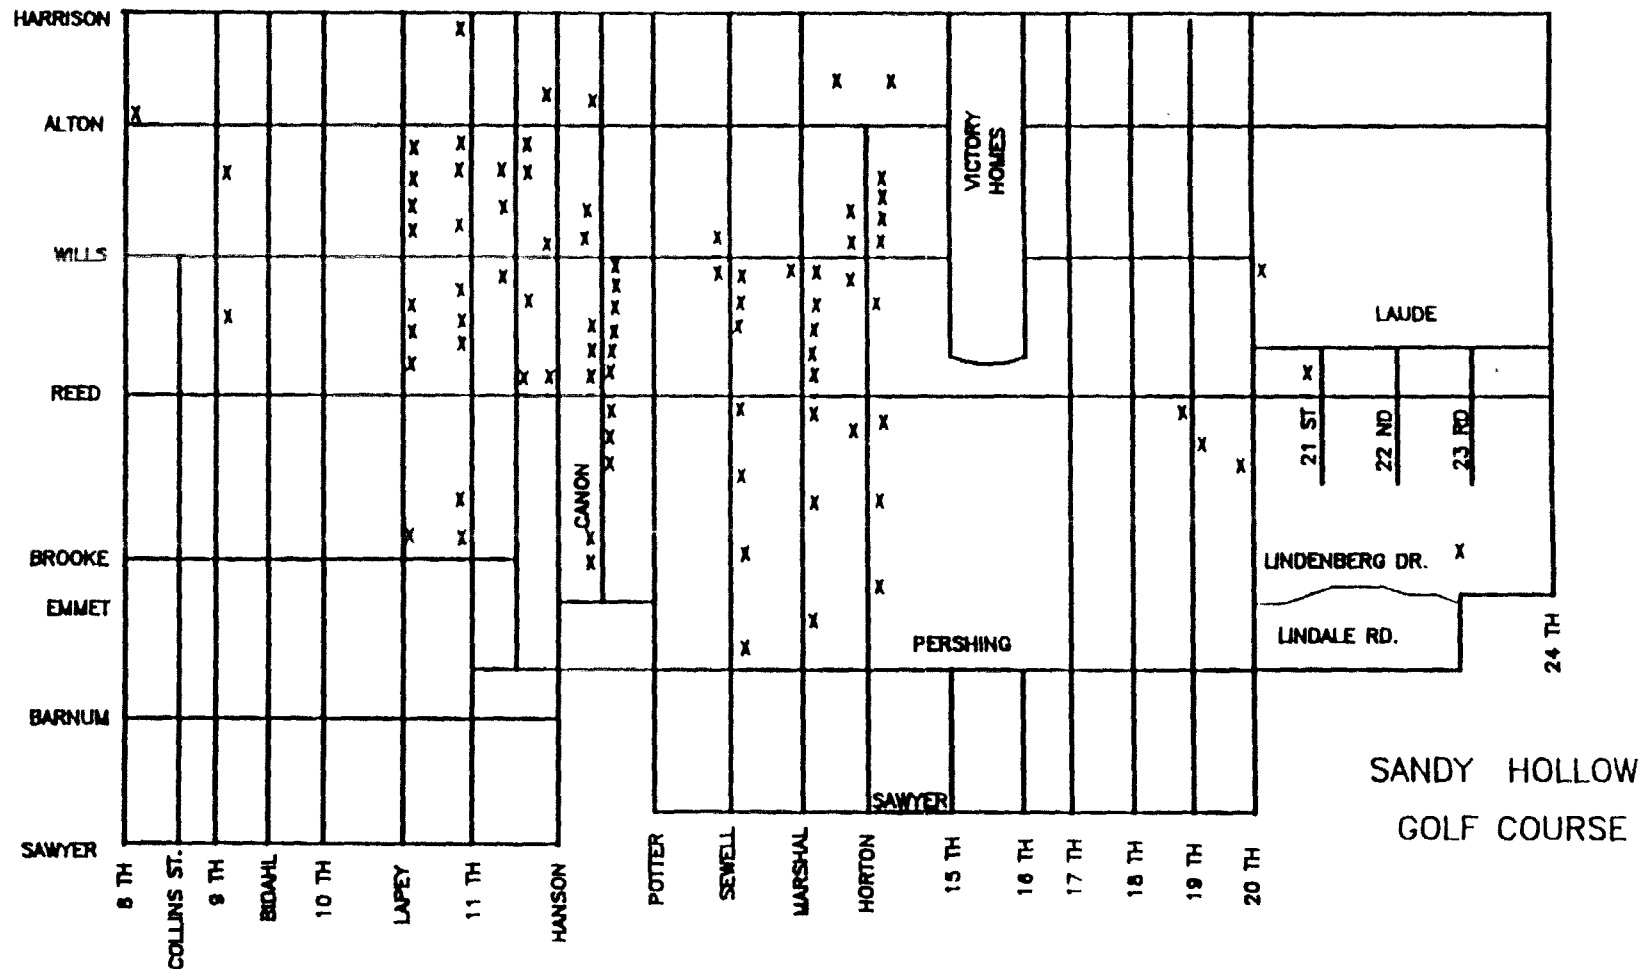 HARRISON
ALTON
WILLS
REED
BROOKE
EMMET
BARNUM
SAWYER
VICTORY
HOMES
LAUDE
21 ST
22 ND
23 RD
CANON
LINDENBERG DR.
LINDALE RD.
PERSHING
24 TH
SAWYER
SANDY HOLLOW
GOLF COURSE
8 TH
COLLINS ST.
9 TH
BIDAHL
10 TH
LAPEY
11 TH
HANSON
POTTER
SEWELL
MARSHAL
HORTON
15 TH
16 TH
17 TH
18 TH
19 TH
20 TH